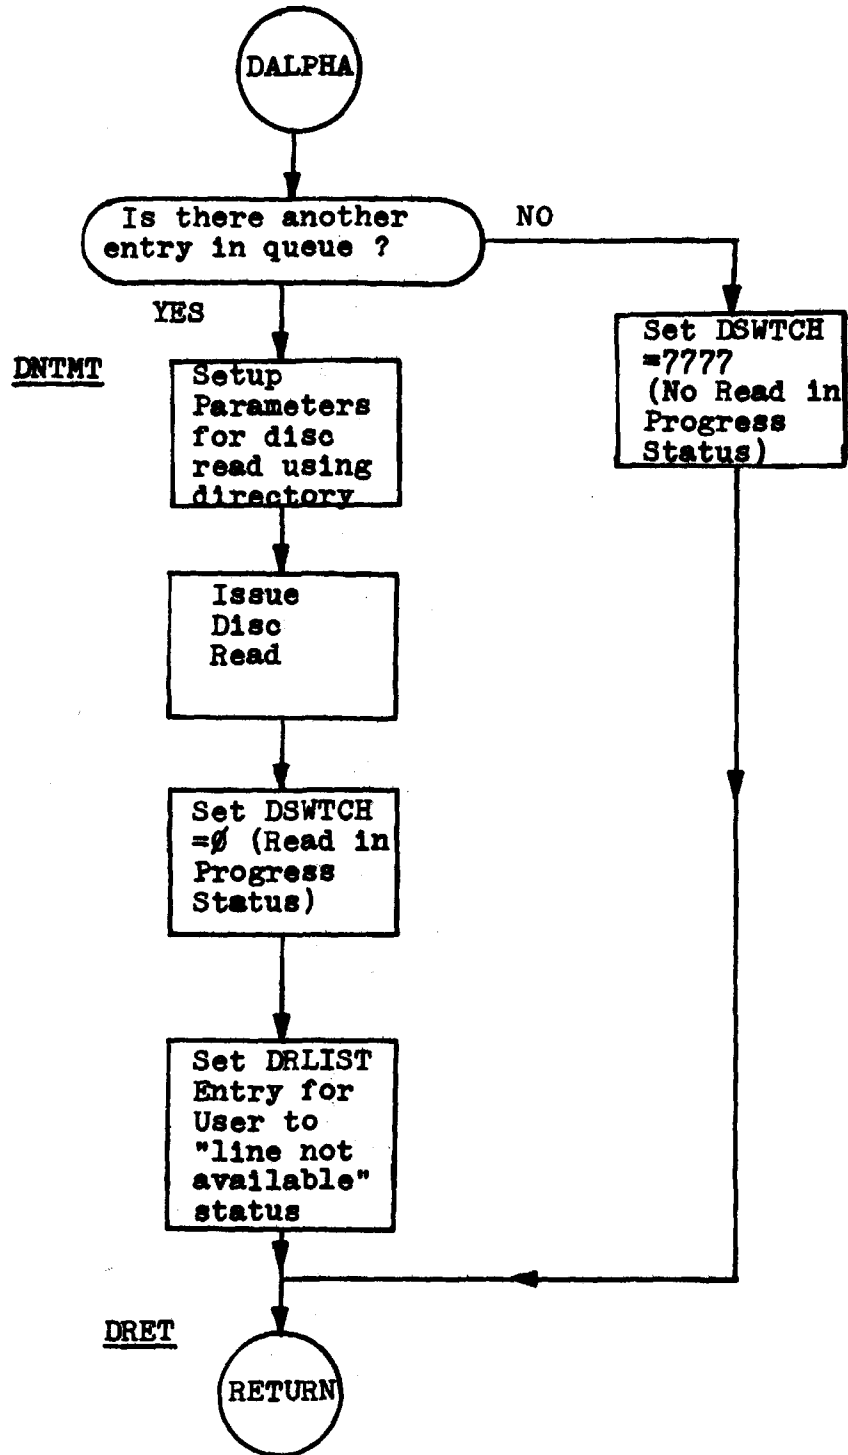 DALPHA
Is there another
entry in queue ?
NO
YES
Set DSWTCH
=7777
(No Read in
Progress
Status)
DNTMT
Setup
Parameters
for disc
read using
directory
Issue
Disc
Read
Set DSWTCH
=Ø (Read in
Progress
Status)
Set DRLIST
Entry for
User to
"line not
available"
status
DRET
RETURN